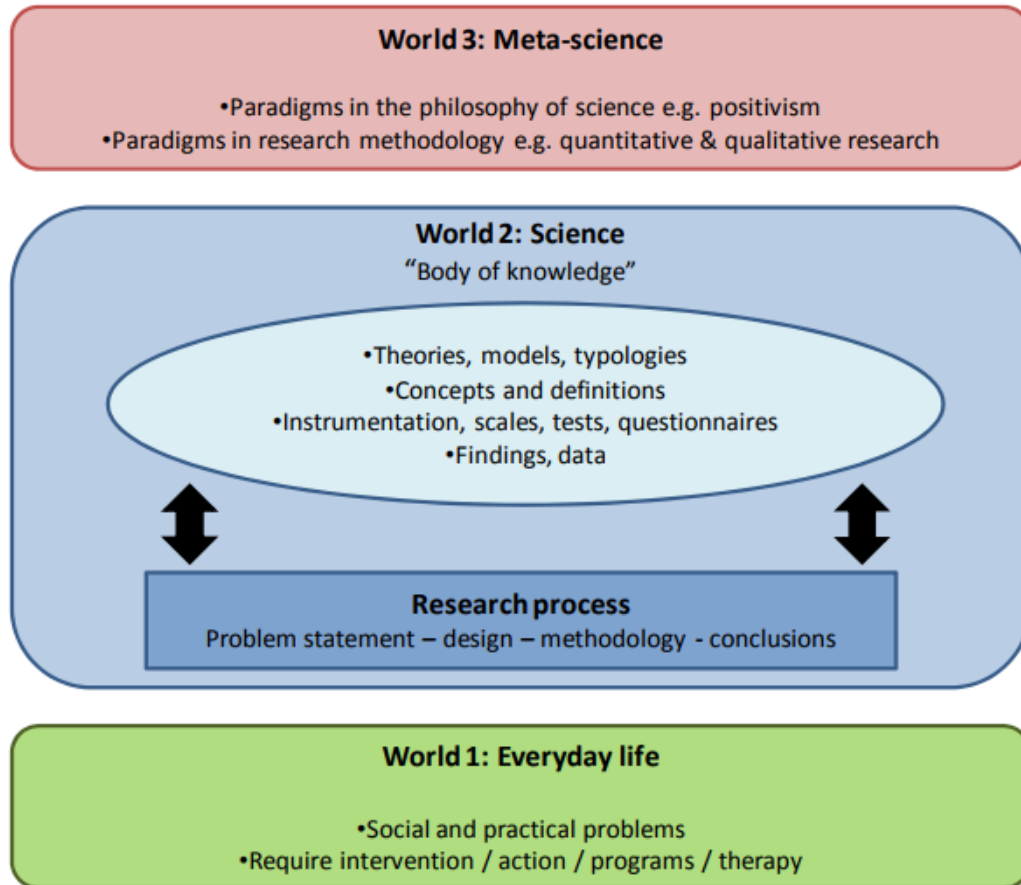 World 3: Meta-science
•Paradigms in the philosophy of science e.g. positivism
•Paradigms in research methodology e.g. quantitative & qualitative research
World 2: Science
“Body of knowledge”
•Theories, models, typologies
•Concepts and definitions
•Instrumentation, scales, tests, questionnaires
•Findings, data
Research process
Problem statement – design – methodology - conclusions
World 1: Everyday life
•Social and practical problems
•Require intervention / action / programs / therapy